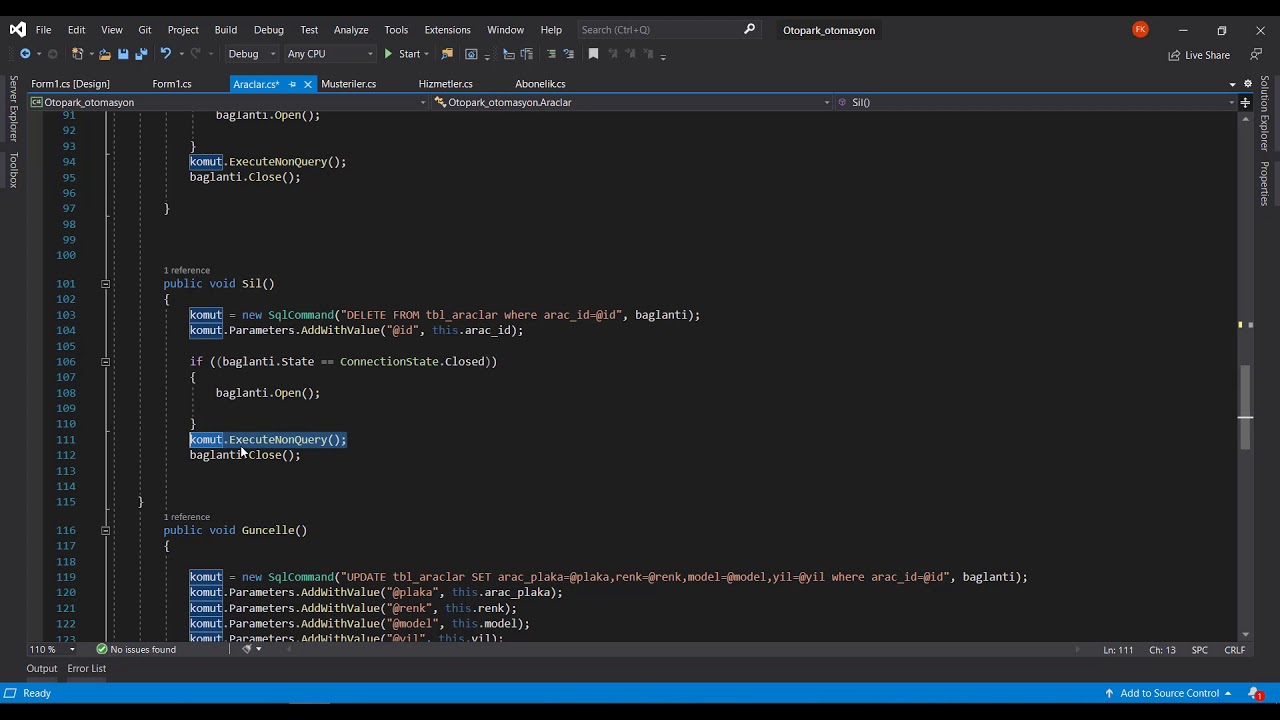 File Edit View Git Project Build Debug Test Analyze Tools Extensions Window Help Search (Ctrl+Q) Otopark_otomasyon FK
Debug Any CPU Start Live Share
Form1.cs [Design] Form1.cs Araclar.cs* Musteriler.cs Hizmetler.cs Abonelik.cs
Otopark_otomasyon Otopark_otomasyon.Araclar Sil()
Server Explorer
Toolbox
Solution Explorer
Properties
91 baglanti.Open();
92
93 }
94 komut.ExecuteNonQuery();
95 baglanti.Close();
96
97 }
98
99
100
1 reference
101 public void Sil()
102 {
103 komut = new SqlCommand("DELETE FROM tbl_araclar where arac_id=@id", baglanti);
104 komut.Parameters.AddWithValue("@id", this.arac_id);
105
106 if ((baglanti.State == ConnectionState.Closed))
107 {
108 baglanti.Open();
109
110 }
111 komut.ExecuteNonQuery();
112 baglanti.Close();
113
114
115 }
1 reference
116 public void Guncelle()
117 {
118
119 komut = new SqlCommand("UPDATE tbl_araclar SET arac_plaka=@plaka,renk=@renk,model=@model,yil=@yil where arac_id=@id", baglanti);
120 komut.Parameters.AddWithValue("@plaka", this.arac_plaka);
121 komut.Parameters.AddWithValue("@renk", this.renk);
122 komut.Parameters.AddWithValue("@model", this.model);
123 komut.Parameters.AddWithValue("@yil", this.yil);
110 % No issues found Ln: 111 Ch: 13 SPC CRLF
Output Error List
Ready Add to Source Control 1